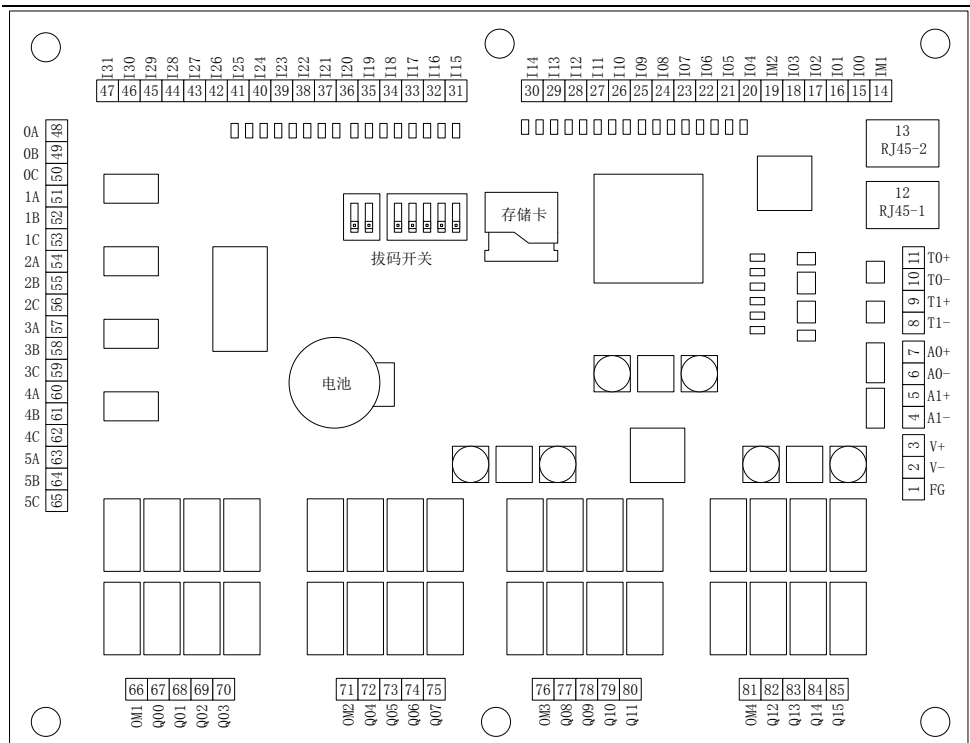 I31 I30 I29 I28 I27 I26 I25 I24 I23 I22 I21 I20 I19 I18 I17 I16 I15
47 46 45 44 43 42 41 40 39 38 37 36 35 34 33 32 31
I14 I13 I12 I11 I10 I09 I08 I07 I06 I05 I04 IM2 I03 I02 I01 I00 IM1
30 29 28 27 26 25 24 23 22 21 20 19 18 17 16 15 14
0A 48
0B 49
0C 50
1A 51
1B 52
1C 53
2A 54
2B 55
2C 56
3A 57
3B 58
3C 59
4A 60
4B 61
4C 62
5A 63
5B 64
5C 65
拔码开关
存储卡
电池
13
RJ45-2
12
RJ45-1
11 T0+
10 T0-
9 T1+
8 T1-
7 A0+
6 A0-
5 A1+
4 A1-
3 V+
2 V-
1 FG
66 67 68 69 70
OM1 Q00 Q01 Q02 Q03
71 72 73 74 75
OM2 Q04 Q05 Q06 Q07
76 77 78 79 80
OM3 Q08 Q09 Q10 Q11
81 82 83 84 85
OM4 Q12 Q13 Q14 Q15